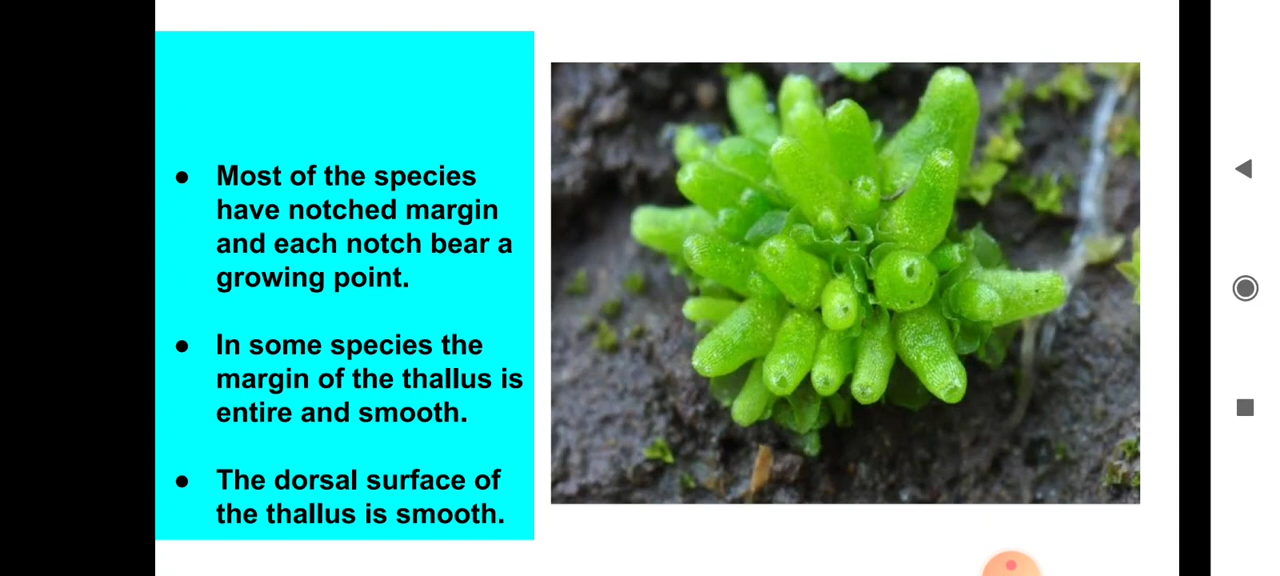 ● Most of the species
have notched margin
and each notch bear a
growing point.
● In some species the
margin of the thallus is
entire and smooth.
● The dorsal surface of
the thallus is smooth.